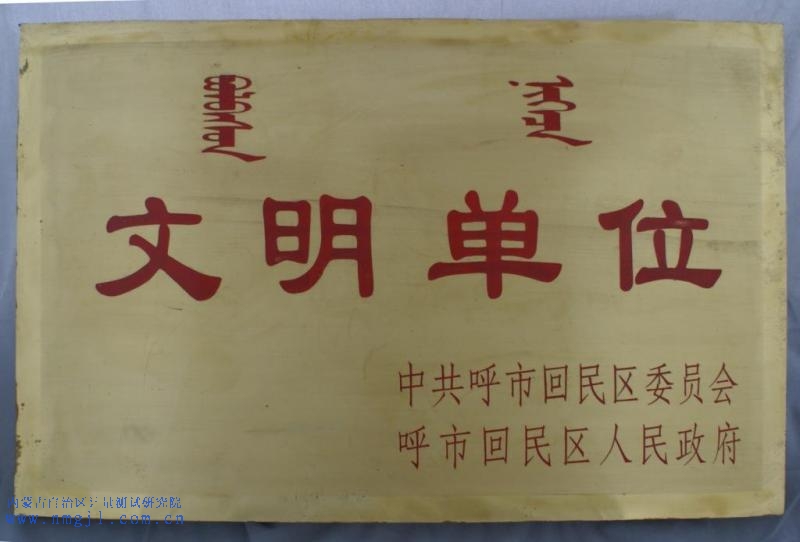 文明单位
中共呼市回民区委员会
呼市回民区人民政府
内蒙古自治区计量测试研究院
www.nmgjl.com.cn